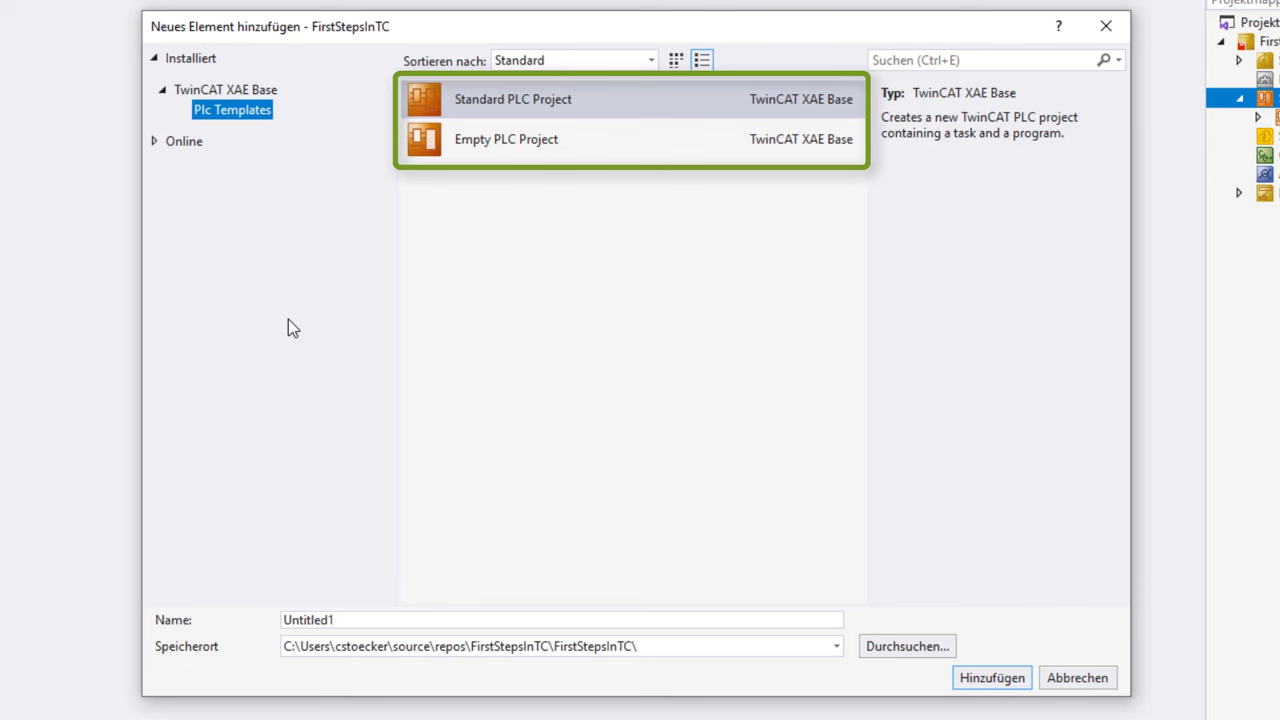 Neues Element hinzufügen - FirstStepsInTC
?
Installiert
TwinCAT XAE Base
Plc Templates
Online
Sortieren nach: Standard
Suchen (Ctrl+E)
Standard PLC Project TwinCAT XAE Base
Empty PLC Project TwinCAT XAE Base
Typ: TwinCAT XAE Base
Creates a new TwinCAT PLC project
containing a task and a program.
Name: Untitled1
Speicherort C:\Users\cstoecker\source\repos\FirstStepsInTC\FirstStepsInTC\
Durchsuchen...
Hinzufügen Abbrechen
Projekt
First